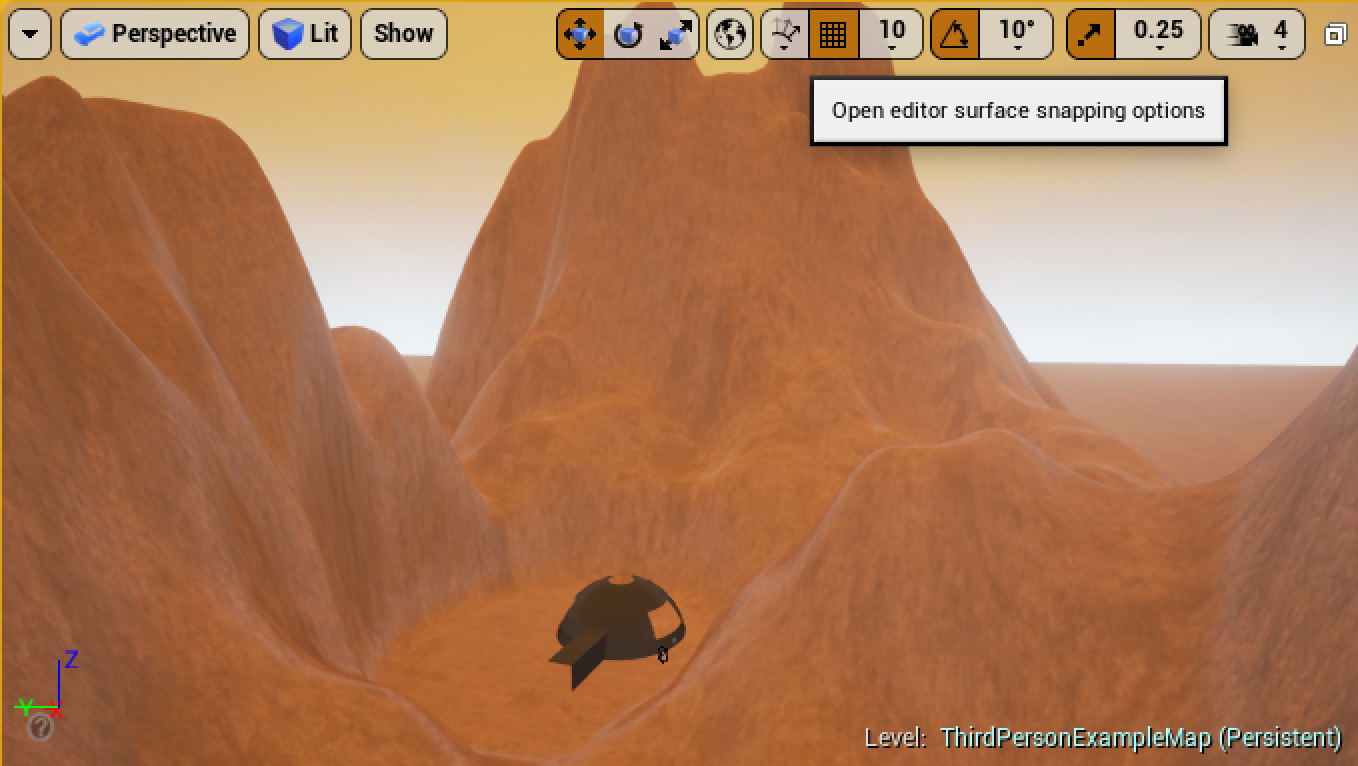 Perspective Lit Show 10 10° 0.25 4
Open editor surface snapping options
Z
Y
X
?
Level: ThirdPersonExampleMap (Persistent)